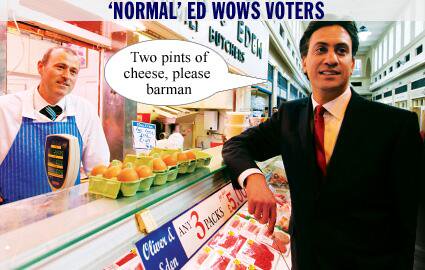 'NORMAL' ED WOWS VOTERS
S EDEN
BUTCHERS
Two pints of
cheese, please
barman
Oliver &
Eden
ANY 3 PACKS